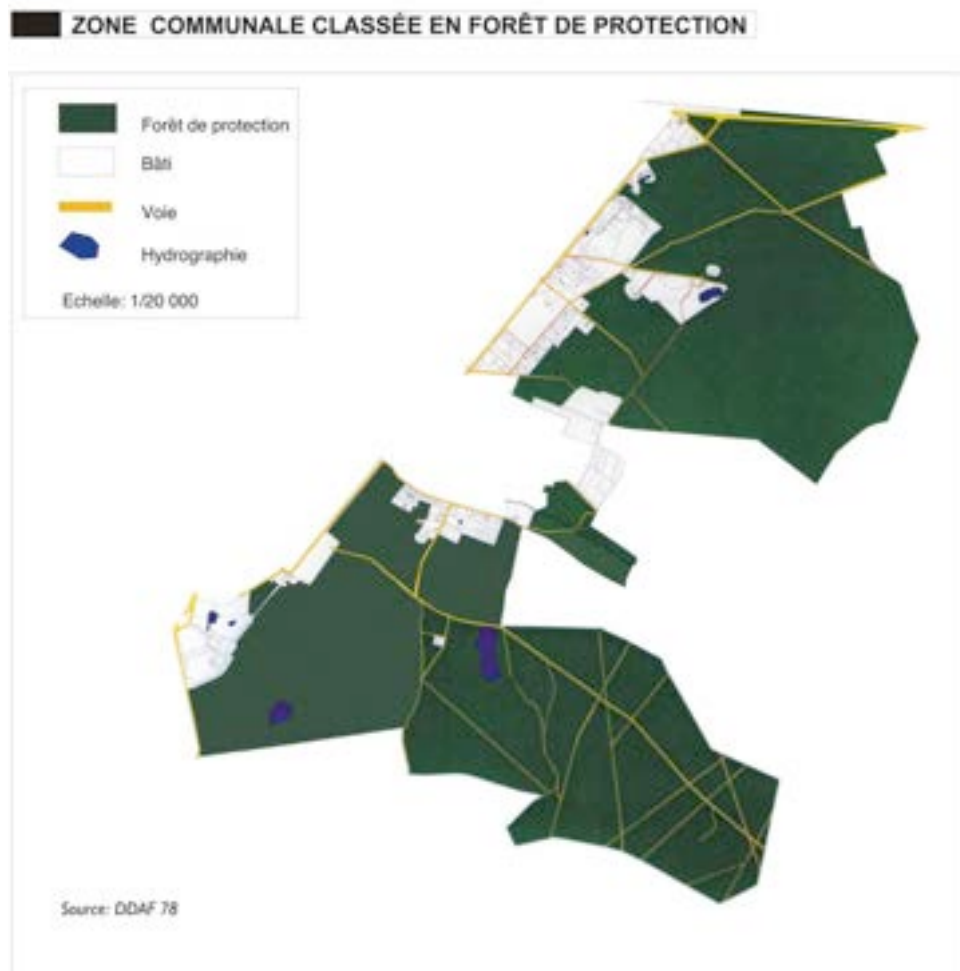 ZONE COMMUNALE CLASSÉE EN FORÊT DE PROTECTION
Forêt de protection
Bâti
Voie
Hydrographie
Echelle: 1/20 000
Source: DDAF 78